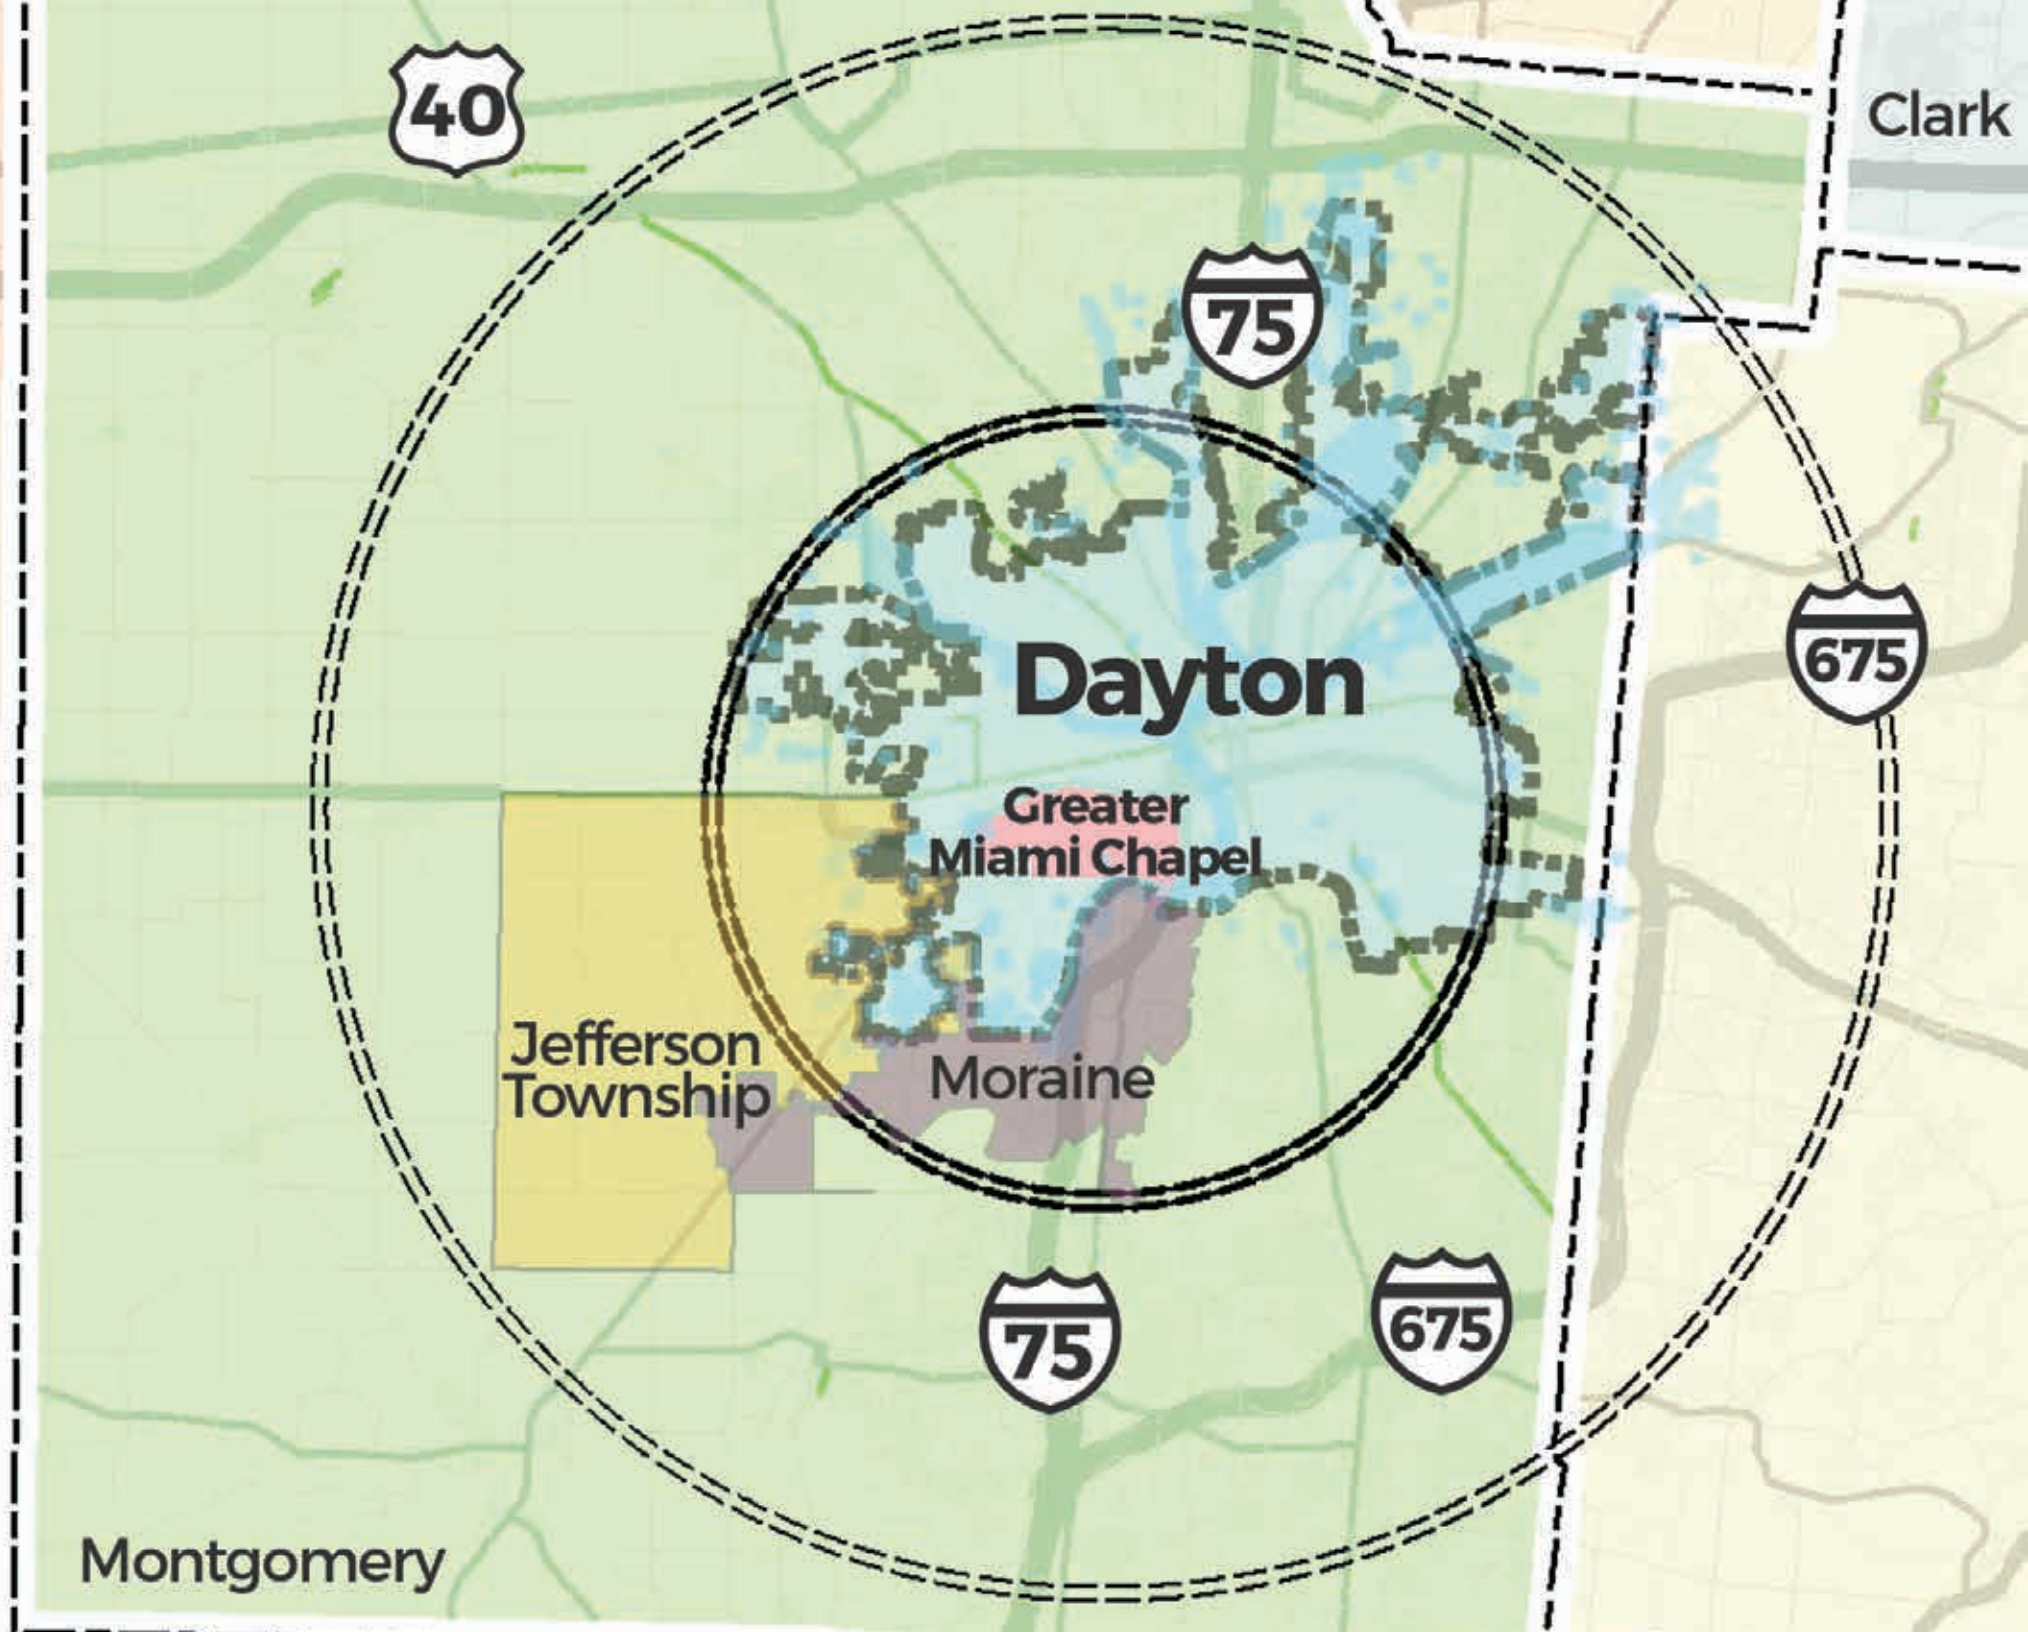 40
Clark
75
675
Dayton
Greater
Miami Chapel
Jefferson
Township
Moraine
75
675
Montgomery